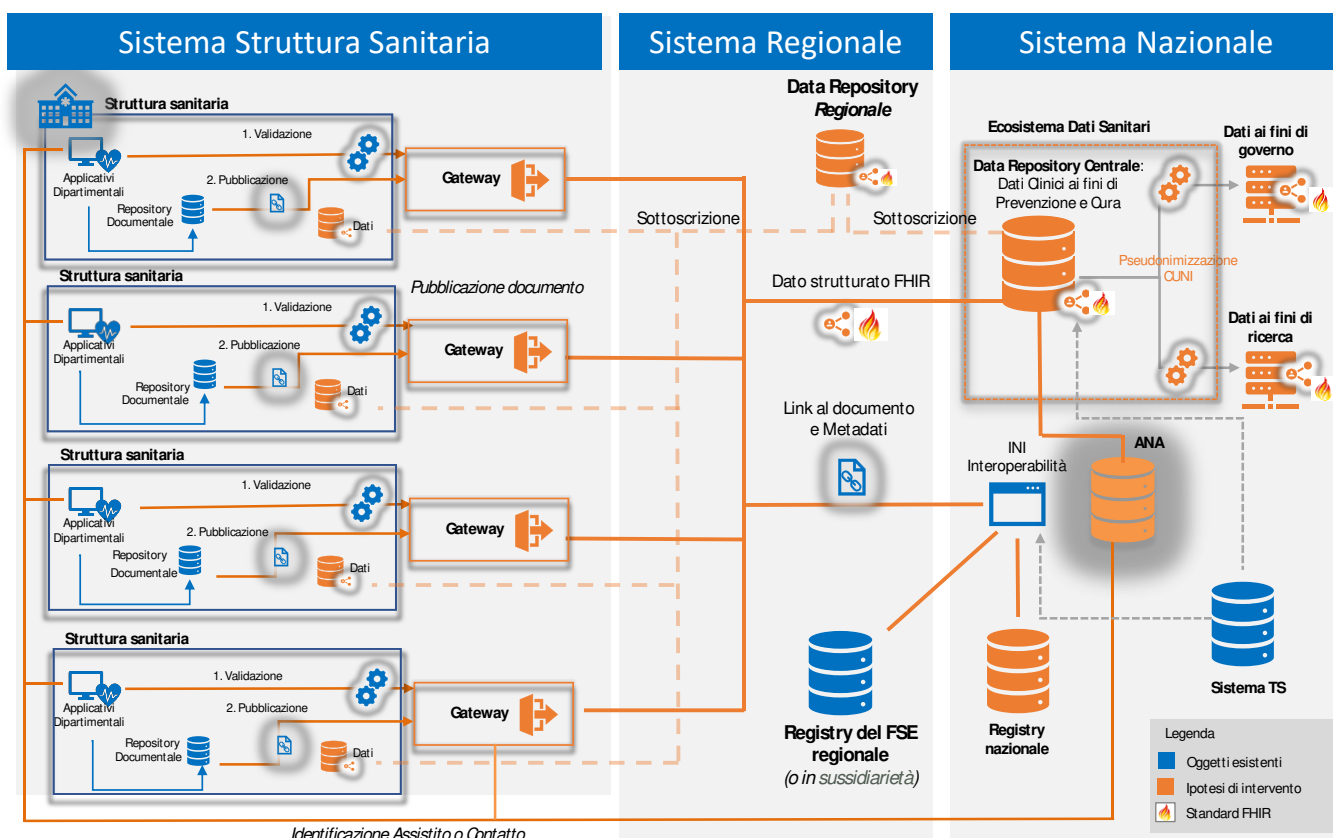 Sistema Struttura Sanitaria
Sistema Regionale
Sistema Nazionale
Struttura sanitaria
1. Validazione
Applicativi
Dipartimentali
2. Pubblicazione
Repository
Documentale
Dati
Gateway
Struttura sanitaria
1. Validazione
Applicativi
Dipartimentali
2. Pubblicazione
Repository
Documentale
Dati
Pubblicazione documento
Gateway
Struttura sanitaria
1. Validazione
Applicativi
Dipartimentali
2. Pubblicazione
Repository
Documentale
Dati
Gateway
Struttura sanitaria
1. Validazione
Applicativi
Dipartimentali
2. Pubblicazione
Repository
Documentale
Dati
Gateway
Identificazione Assistito o Contatto
Data Repository
Regionale
Sottoscrizione
Sottoscrizione
Dato strutturato FHIR
Link al documento
e Metadati
Registry del FSE
regionale
(o in sussidiarietà)
Ecosistema Dati Sanitari
Data Repository Centrale:
Dati Clinici ai fini di
Prevenzione e Cura
Pseudonimizzazione
CUNI
Dati ai fini di
governo
Dati ai fini di
ricerca
INI
Interoperabilità
ANA
Registry
nazionale
Sistema TS
Legenda
Oggetti esistenti
Ipotesi di intervento
Standard FHIR